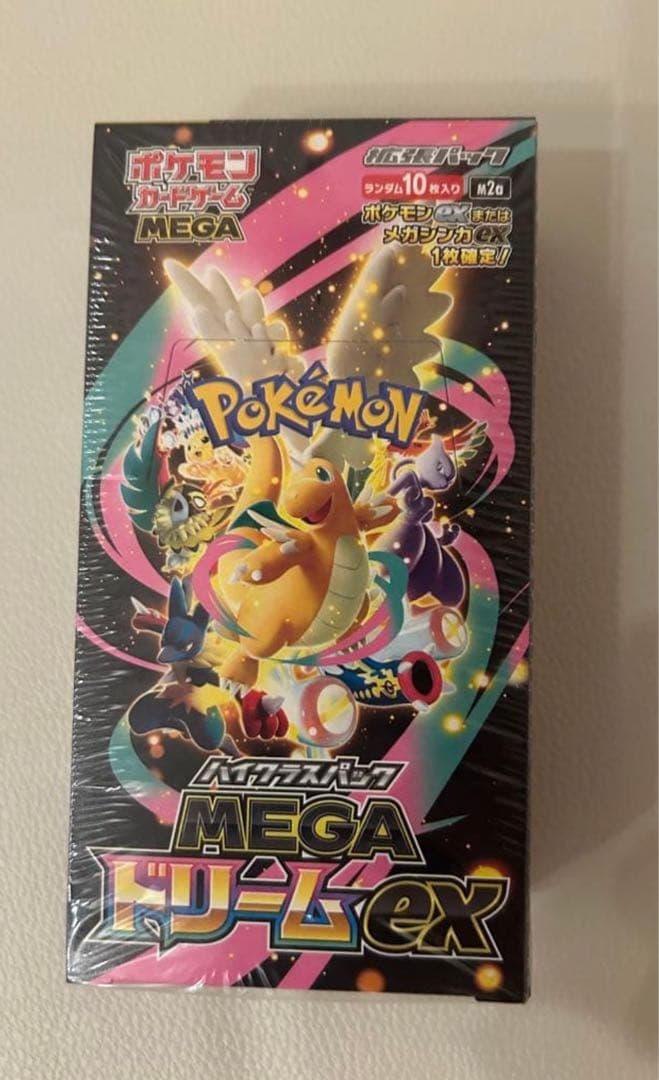 ポケモン
カードゲーム
MEGA
拡張パック
ランダム10枚入り M2a
ポケモンexまたは
メガシンカex
1枚確定!
POKéMON
ハイクラスパック
MEGA
ドリームex